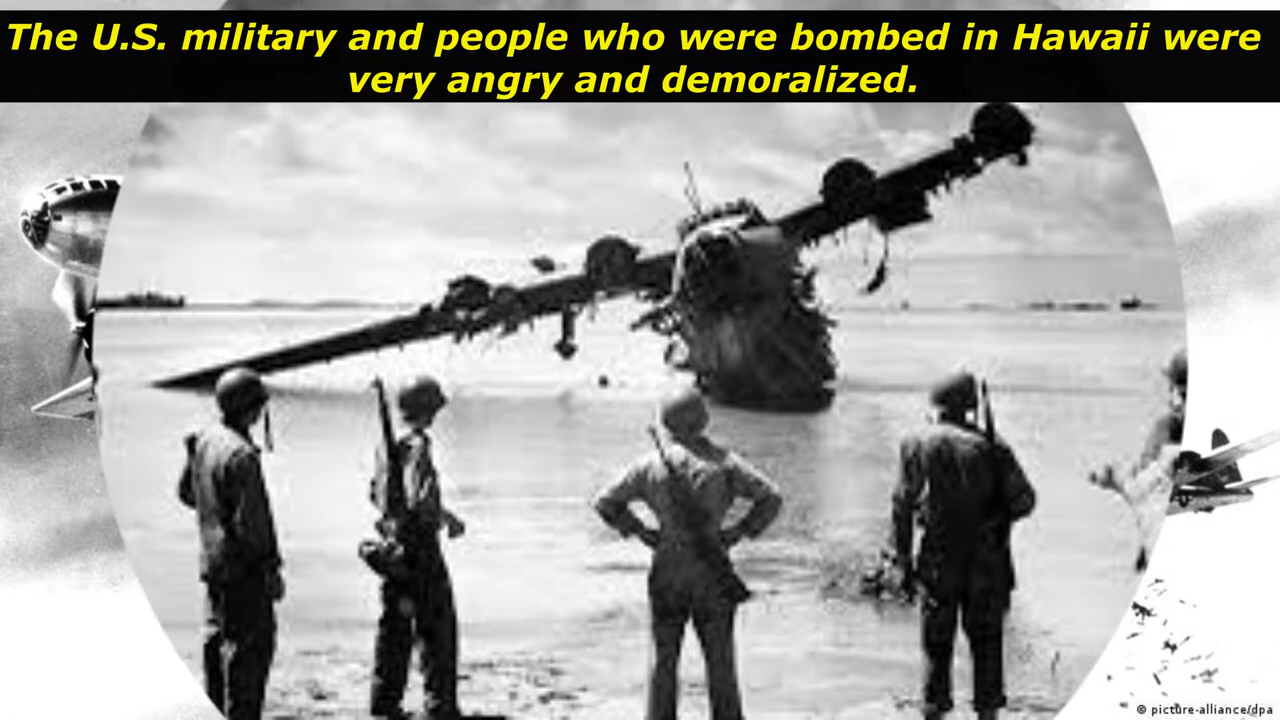 The U.S. military and people who were bombed in Hawaii were
very angry and demoralized.
© picture-alliance/dpa